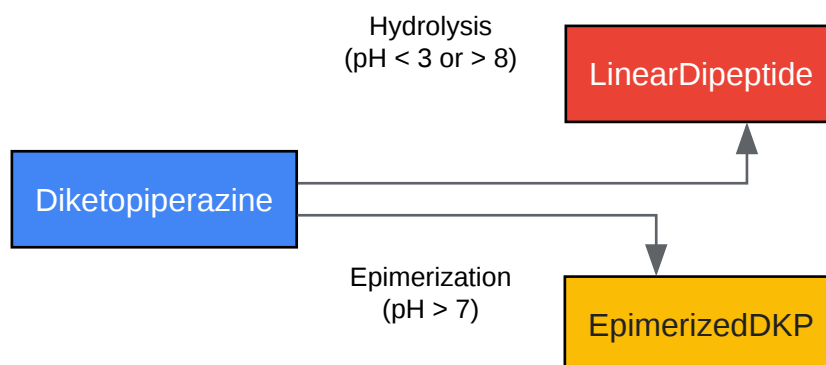 Hydrolysis
(pH < 3 or > 8)
LinearDipeptide
Diketopiperazine
Epimerization
(pH > 7)
EpimerizedDKP